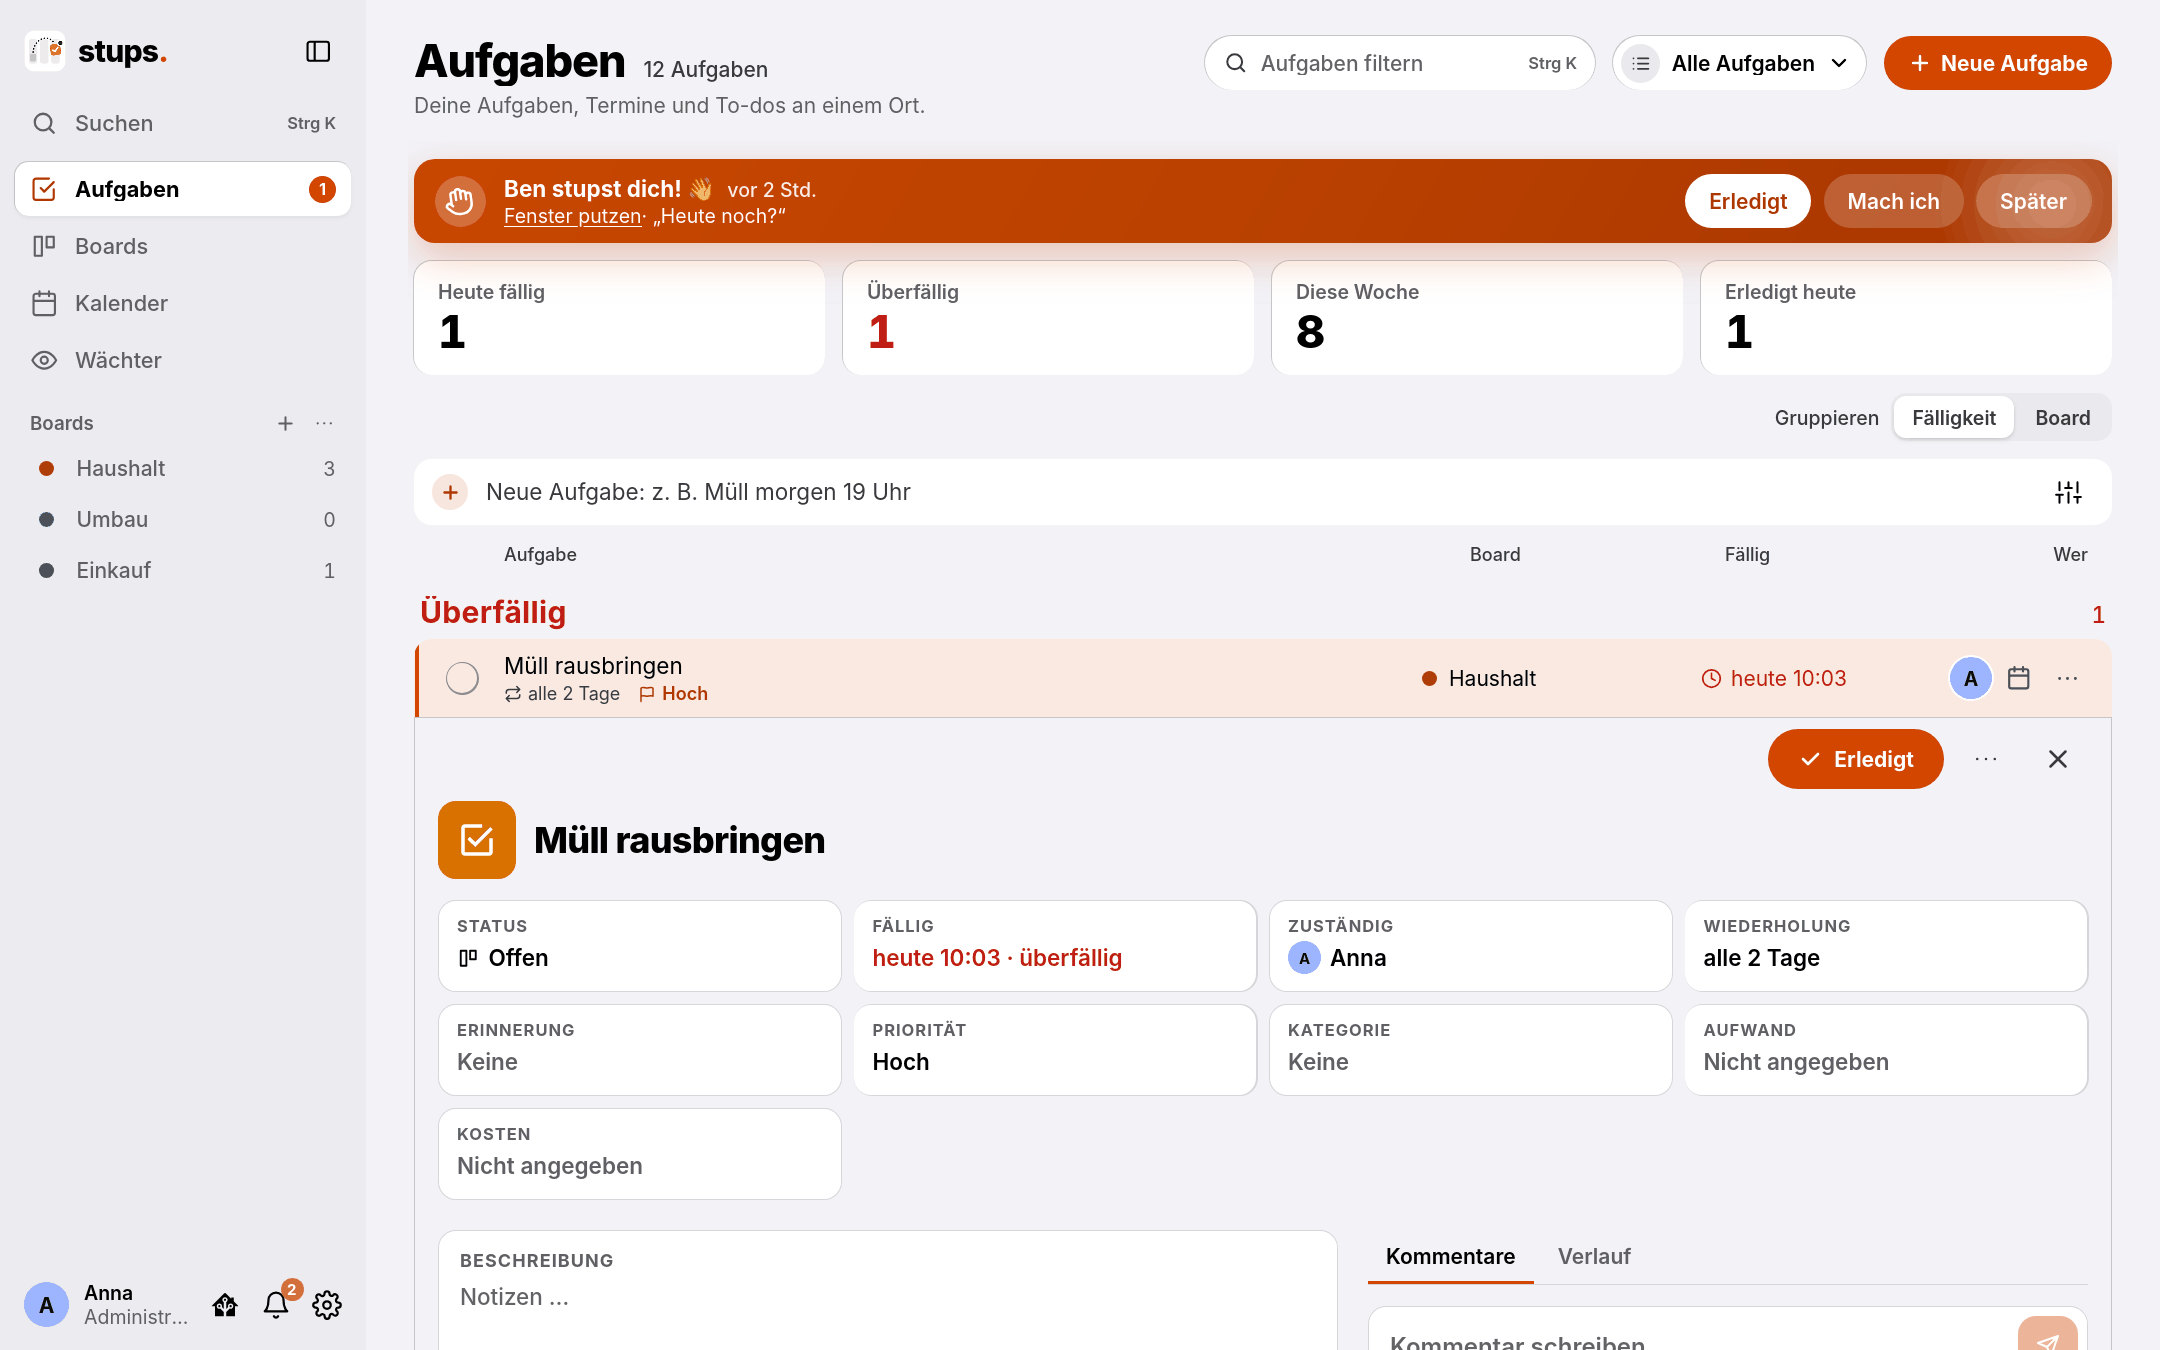 stups.
Suchen Strg K
Aufgaben 1
Boards
Kalender
Wächter
Boards
Haushalt 3
Umbau 0
Einkauf 1
A Anna
Administr...
2
Aufgaben 12 Aufgaben
Deine Aufgaben, Termine und To-dos an einem Ort.
Aufgaben filtern Strg K
Alle Aufgaben
Neue Aufgabe
Ben stupst dich! 👋 vor 2 Std.
Fenster putzen · „Heute noch?“
Erledigt Mach ich Später
Heute fällig
1
Überfällig
1
Diese Woche
8
Erledigt heute
1
Gruppieren Fälligkeit Board
Neue Aufgabe: z. B. Müll morgen 19 Uhr
Aufgabe Board Fällig Wer
Überfällig 1
Müll rausbringen
alle 2 Tage Hoch
Haushalt heute 10:03 A
Erledigt
Müll rausbringen
STATUS
Offen
FÄLLIG
heute 10:03 · überfällig
ZUSTÄNDIG
A Anna
WIEDERHOLUNG
alle 2 Tage
ERINNERUNG
Keine
PRIORITÄT
Hoch
KATEGORIE
Keine
AUFWAND
Nicht angegeben
KOSTEN
Nicht angegeben
BESCHREIBUNG
Notizen ...
Kommentare Verlauf
Kommentar schreiben